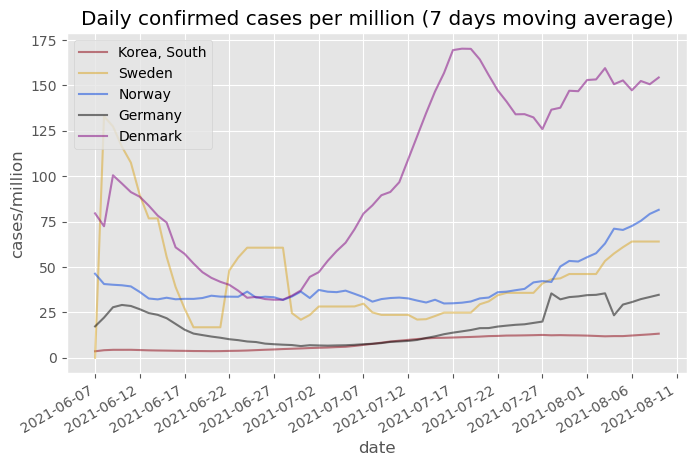 Daily confirmed cases per million (7 days moving average)
175
150
125
100
75
50
25
0
cases/million
Korea, South
Sweden
Norway
Germany
Denmark
2021-06-07
2021-06-12
2021-06-17
2021-06-22
2021-06-27
2021-07-02
2021-07-07
2021-07-12
2021-07-17
2021-07-22
2021-07-27
2021-08-01
2021-08-06
2021-08-11
date